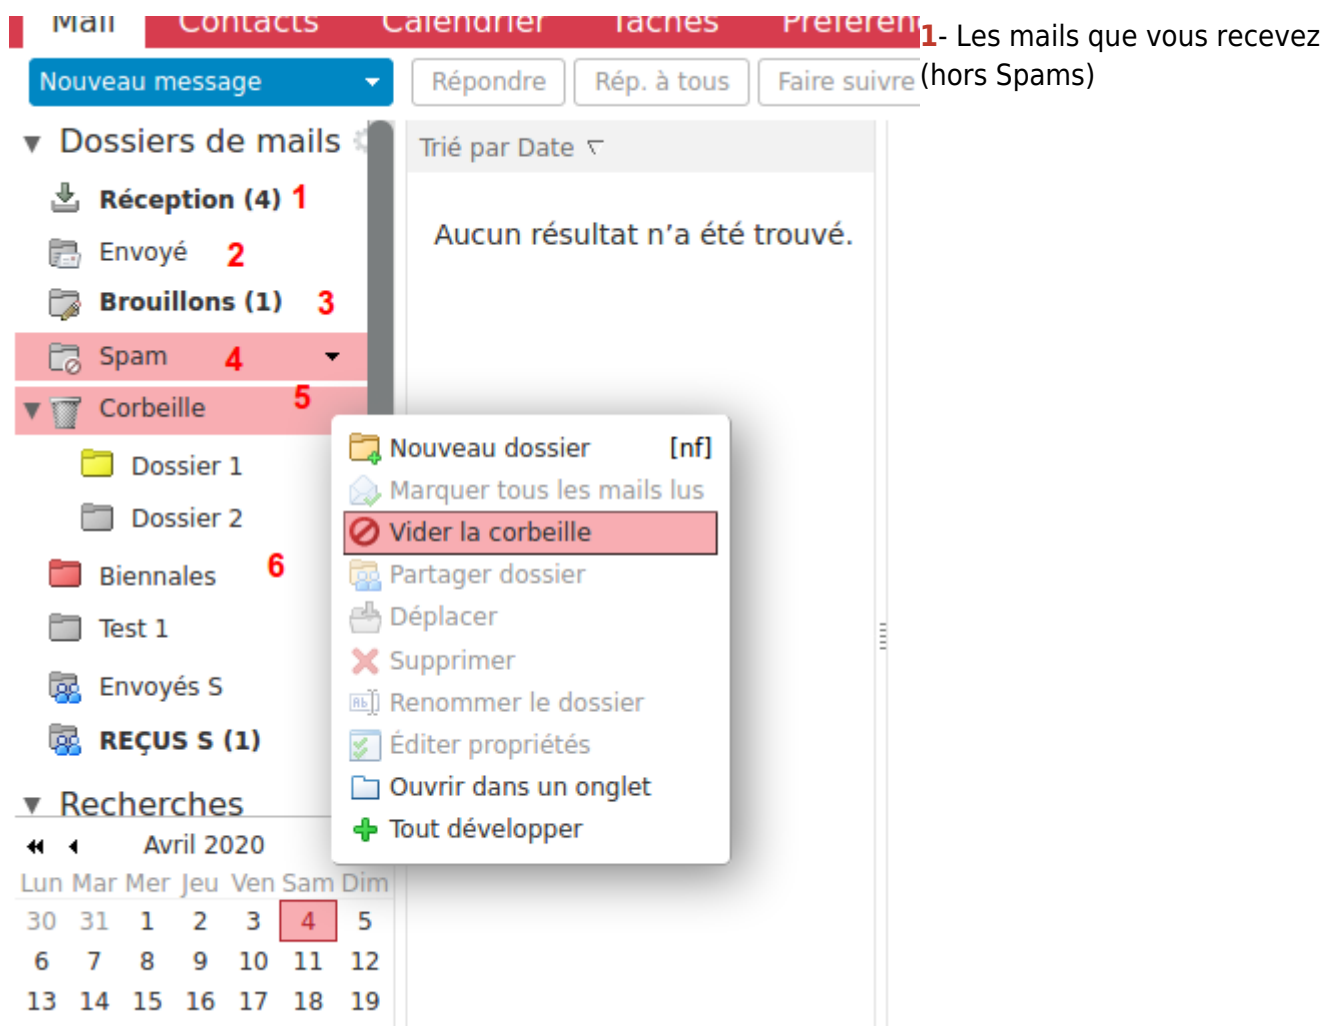 Mail Contacts Calendrier Tâches Préféren
1- Les mails que vous recevez
(hors Spams)
Nouveau message Répondre Rép. à tous Faire suivre
Dossiers de mails
Trié par Date
Réception (4) 1
Aucun résultat n’a été trouvé.
Envoyé 2
Brouillons (1) 3
Spam 4
Corbeille 5
Dossier 1
Dossier 2
Biennales 6
Test 1
Envoyés S
REÇUS S (1)
Recherches
Nouveau dossier [nf]
Marquer tous les mails lus
Vider la corbeille
Partager dossier
Déplacer
Supprimer
Renommer le dossier
Éditer propriétés
Ouvrir dans un onglet
Tout développer
Avril 2020
Lun Mar Mer Jeu Ven Sam Dim
30 31 1 2 3 4 5
6 7 8 9 10 11 12
13 14 15 16 17 18 19